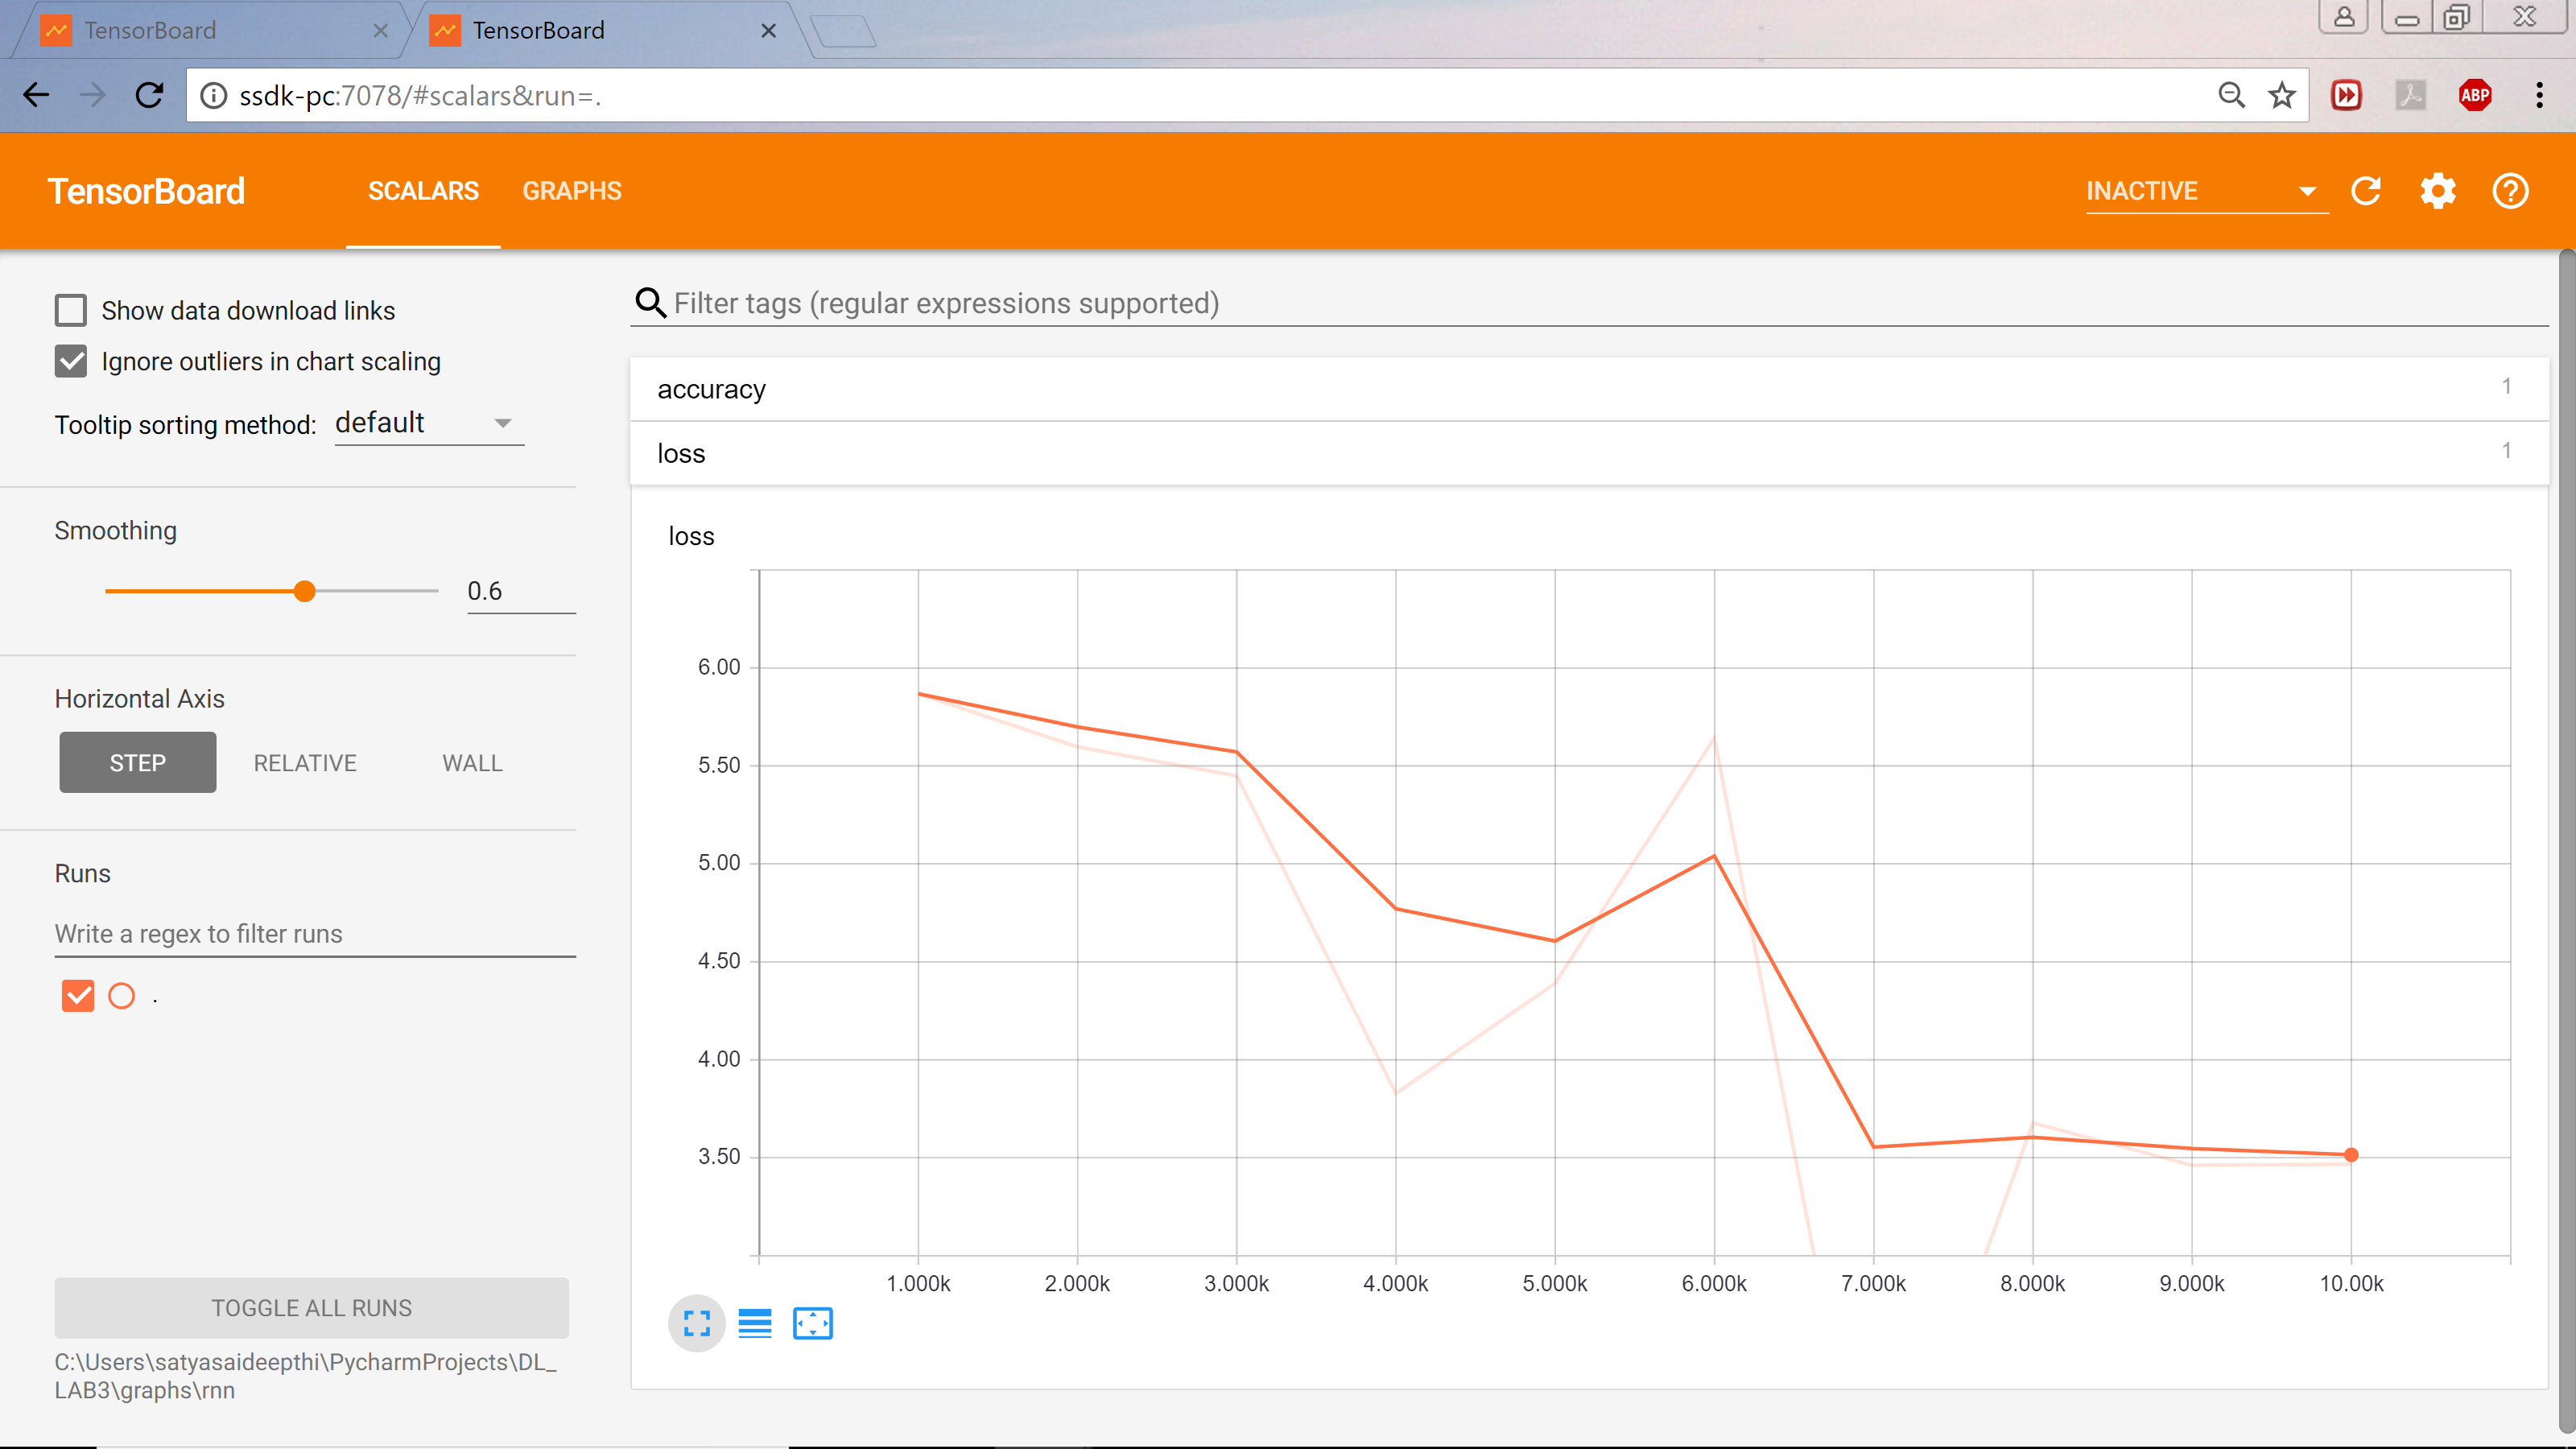 TensorBoard
TensorBoard
ssdk-pc:7078/#scalars&run=.
ABP
TensorBoard
SCALARS
GRAPHS
INACTIVE
Show data download links
Ignore outliers in chart scaling
Tooltip sorting method: default
Smoothing
0.6
Horizontal Axis
STEP
RELATIVE
WALL
Runs
Write a regex to filter runs
.
TOGGLE ALL RUNS
C:\Users\satyasaideepthi\PycharmProjects\DL_
LAB3\graphs\rnn
Filter tags (regular expressions supported)
accuracy 1
loss 1
loss
6.00
5.50
5.00
4.50
4.00
3.50
1.000k 2.000k 3.000k 4.000k 5.000k 6.000k 7.000k 8.000k 9.000k 10.00k